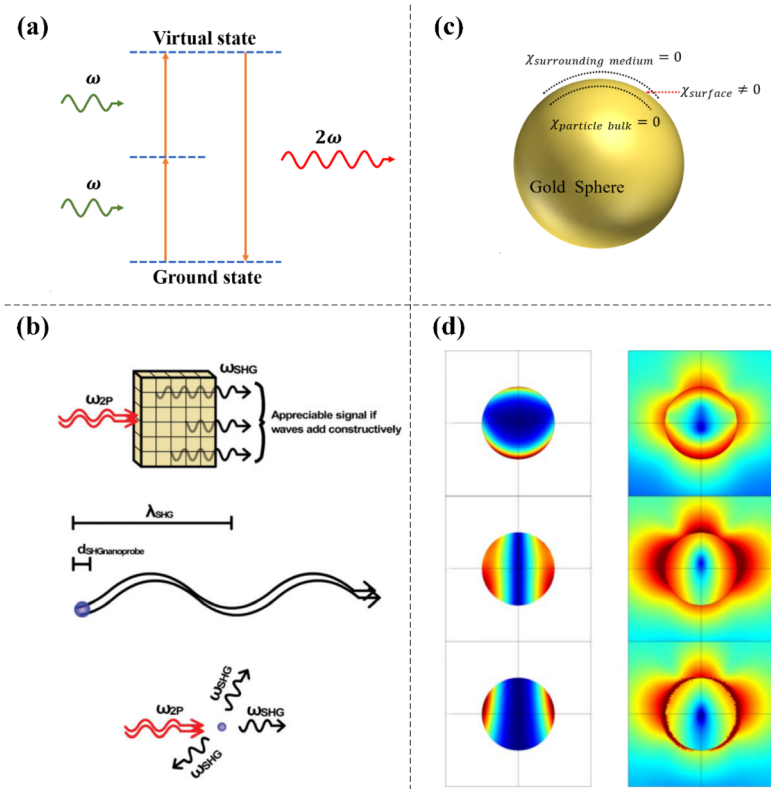 (a)
Virtual state
ω
2ω
ω
Ground state
(c)
χsurrounding medium = 0
χsurface ≠ 0
χparticle bulk = 0
Gold Sphere
(b)
ωSHG
ω2P
Appreciable signal if
waves add constructively
λSHG
dSHGnanoprobe
ωSHG
ω2P
ωSHG
ωSHG
(d)